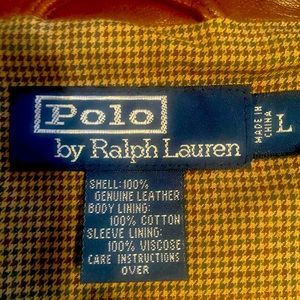 Polo
by Ralph Lauren
MADE IN
CHINA
L
SHELL:100%
GENUINE LEATHER
BODY LINING:
100% COTTON
SLEEVE LINING:
100% VISCOSE
CARE INSTRUCTIONS
OVER